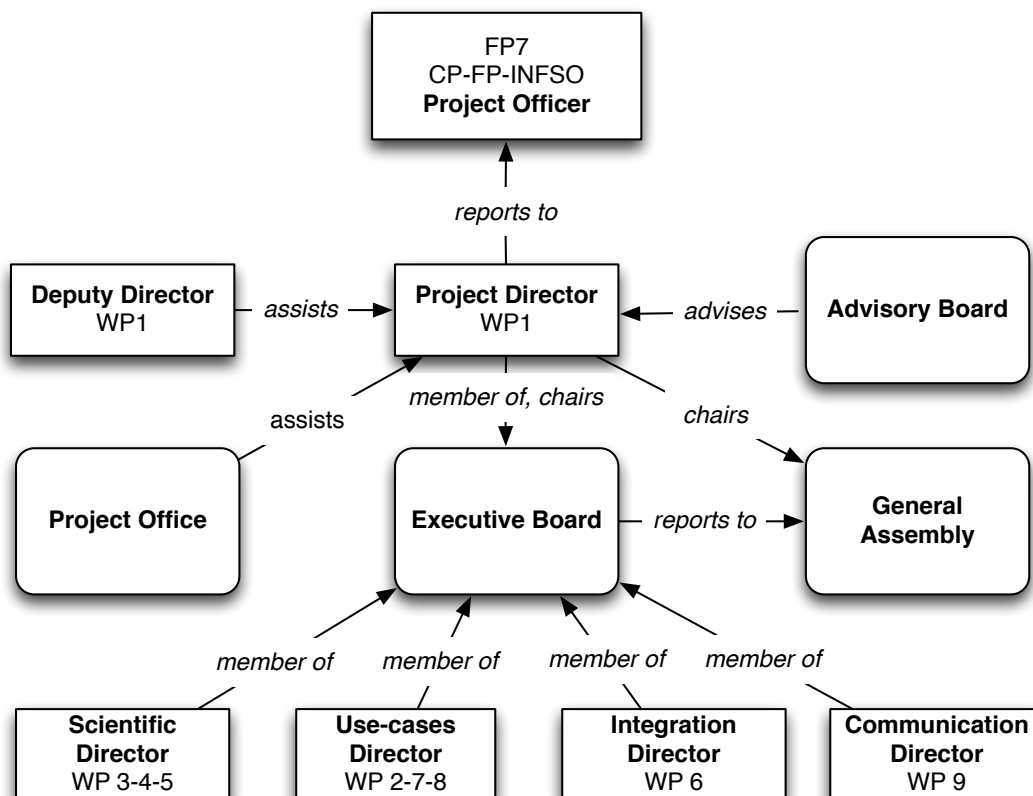 FP7
CP-FP-INFSO
Project Officer
reports to
Deputy Director
WP1
assists
Project Director
WP1
advises
Advisory Board
member of, chairs
assists
chairs
Project Office
Executive Board
reports to
General
Assembly
member of
member of
member of
member of
Scientific
Director
WP 3-4-5
Use-cases
Director
WP 2-7-8
Integration
Director
WP 6
Communication
Director
WP 9